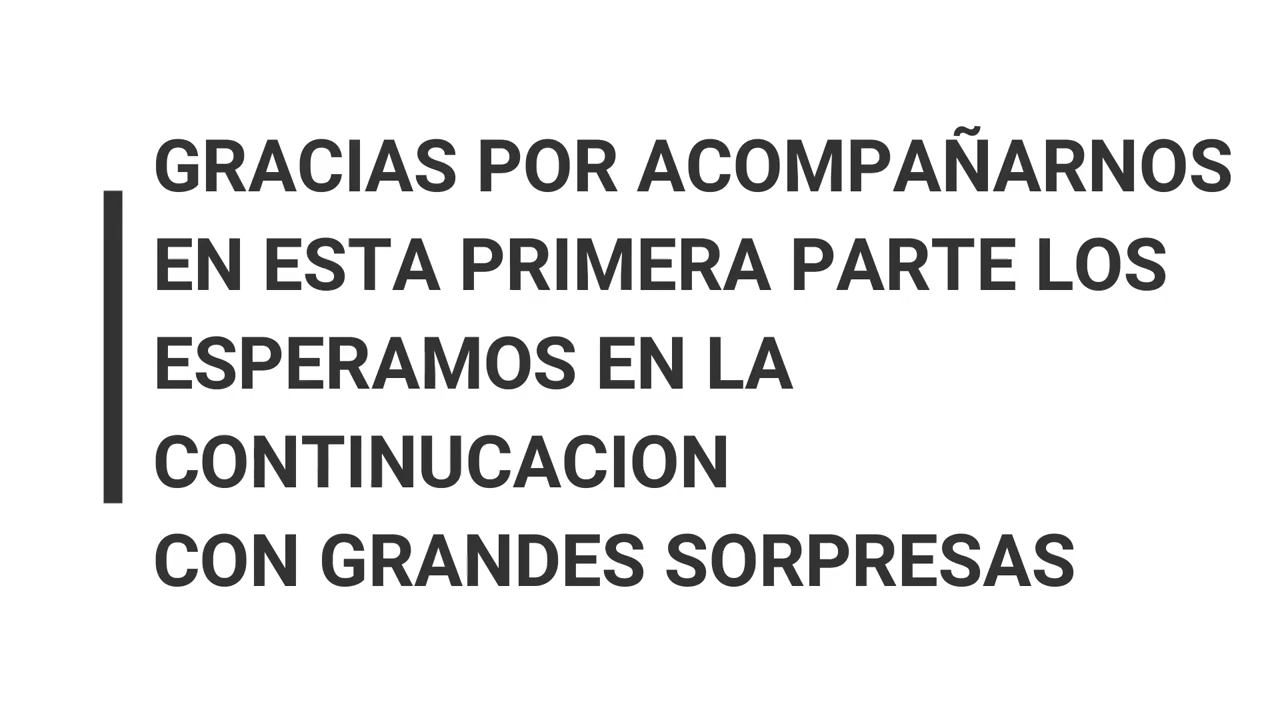 GRACIAS POR ACOMPAÑARNOS
EN ESTA PRIMERA PARTE LOS
ESPERAMOS EN LA
CONTINUCACION
CON GRANDES SORPRESAS